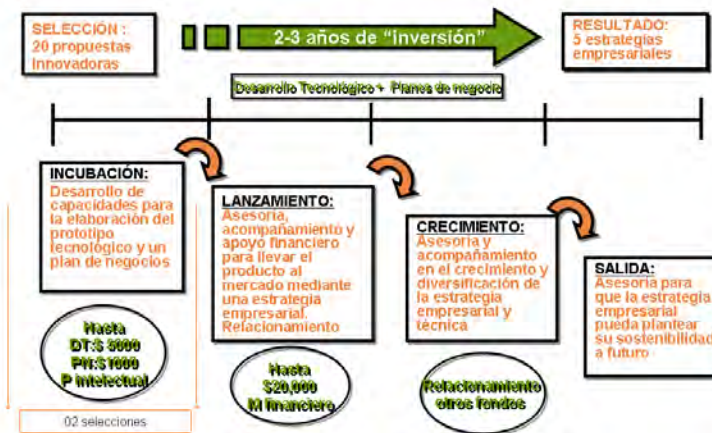 SELECCIÓN :
20 propuestas
Innovadoras
2-3 años de “inversión”
RESULTADO:
5 estrategias
empresariales
Desarrollo Tecnológico + Planes de negocio
INCUBACIÓN:
Desarrollo de
capacidades para
la elaboración del
prototipo
tecnológico y un
plan de negocios
LANZAMIENTO:
Asesoría,
acompañamiento y
apoyo financiero
para llevar el
producto al
mercado mediante
una estrategia
empresarial.
Relacionamiento
CRECIMIENTO:
Asesoría y
acompañamiento
en el crecimiento y
diversificación de
la estrategia
empresarial y
técnica
SALIDA:
Asesoría para
que la estrategia
empresarial
pueda plantear
su sostenibilidad
a futuro
Hasta
DT:$ 5000
PN:$1000
P intelectual
Hasta
$20,000
M financiero
Relacionamiento
otros fondos
02 selecciones